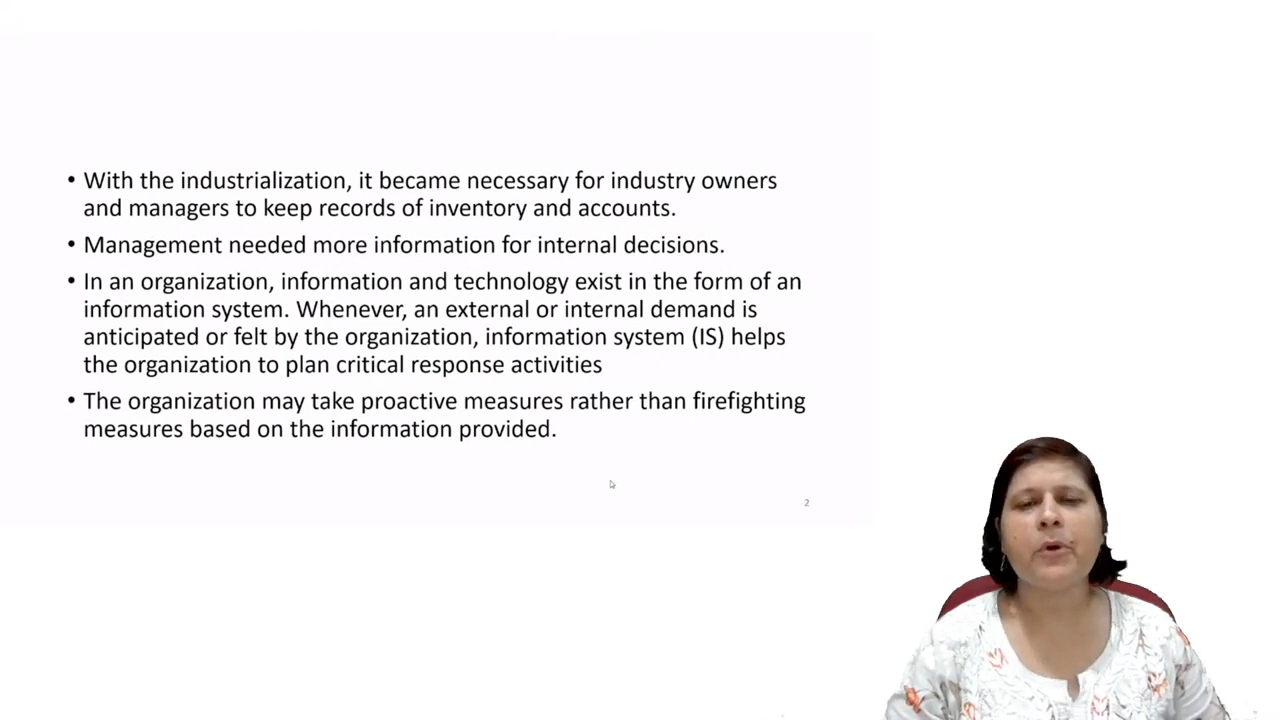 • With the industrialization, it became necessary for industry owners
and managers to keep records of inventory and accounts.
• Management needed more information for internal decisions.
• In an organization, information and technology exist in the form of an
information system. Whenever, an external or internal demand is
anticipated or felt by the organization, information system (IS) helps
the organization to plan critical response activities
• The organization may take proactive measures rather than firefighting
measures based on the information provided.
2